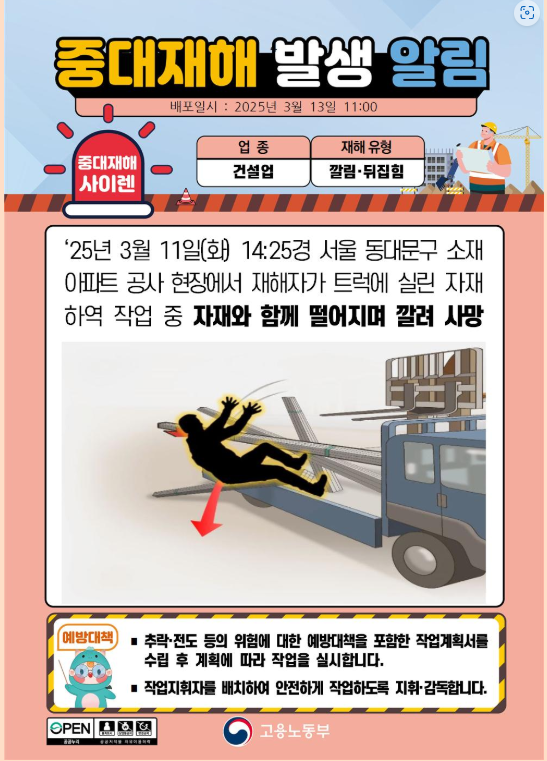 중대재해 발생 알림
배포일시 : 2025년 3월 13일 11:00
중대재해
사이렌
업 종
재해 유형
건설업
깔림·뒤집힘
‘25년 3월 11일(화) 14:25경 서울 동대문구 소재
아파트 공사 현장에서 재해자가 트럭에 실린 자재
하역 작업 중 자재와 함께 떨어지며 깔려 사망
예방대책
▪ 추락·전도 등의 위험에 대한 예방대책을 포함한 작업계획서를
수립 후 계획에 따라 작업을 실시합니다.
▪ 작업지휘자를 배치하여 안전하게 작업하도록 지휘·감독합니다.
OPEN
공공누리
고용노동부